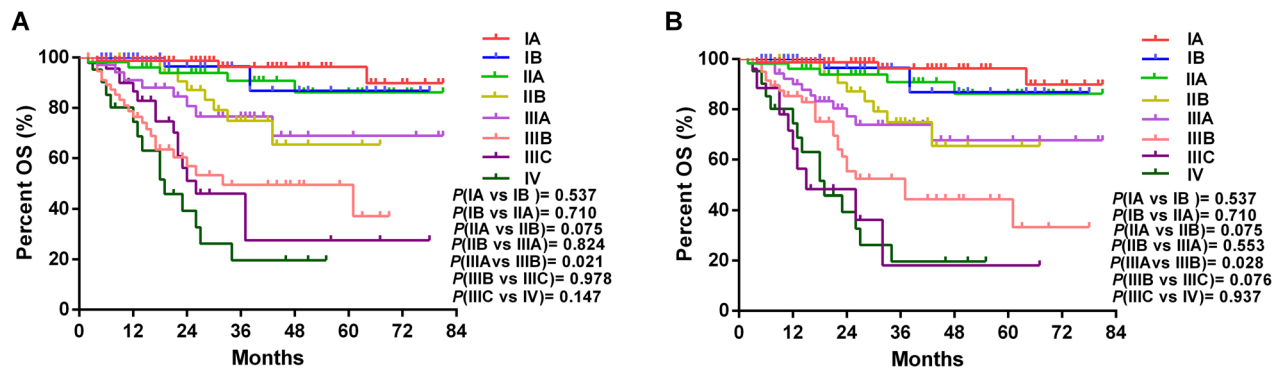 A
Percent OS (%)
100
80
60
40
20
0
0 12 24 36 48 60 72 84
Months
IA
IB
IIA
IIB
IIIA
IIIB
IIIC
IV
P(IA vs IB )= 0.537
P(IB vs IIA)= 0.710
P(IIA vs IIB)= 0.075
P(IIB vs IIIA)= 0.824
P(IIIA vs IIIB)= 0.021
P(IIIB vs IIIC)= 0.978
P(IIIC vs IV)= 0.147
B
Percent OS (%)
100
80
60
40
20
0
0 12 24 36 48 60 72 84
Months
IA
IB
IIA
IIB
IIIA
IIIB
IIIC
IV
P(IA vs IB )= 0.537
P(IB vs IIA)= 0.710
P(IIA vs IIB)= 0.075
P(IIB vs IIIA)= 0.553
P(IIIAvs IIIB)= 0.028
P(IIIB vs IIIC)= 0.076
P(IIIC vs IV)= 0.937